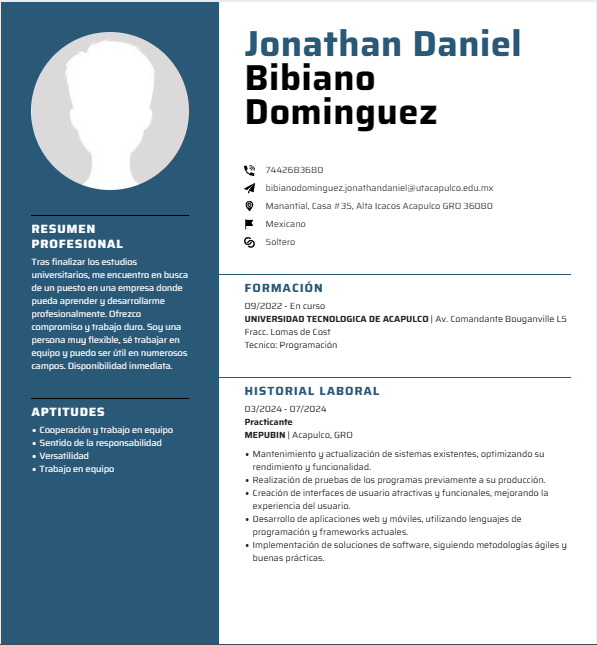 Jonathan Daniel
Bibiano
Dominguez
7442683680
bibianodominguez.jonathandaniel@utacapulco.edu.mx
Manantial, Casa #35, Alta Icacos Acapulco GRO 36080
Mexicano
Soltero
RESUMEN
PROFESIONAL
Tras finalizar los estudios
universitarios, me encuentro en busca
de un puesto en una empresa donde
pueda aprender y desarrollarme
profesionalmente. Ofrezco
compromiso y trabajo duro. Soy una
persona muy flexible, sé trabajar en
equipo y puedo ser útil en numerosos
campos. Disponibilidad inmediata.
APTITUDES
• Cooperación y trabajo en equipo
• Sentido de la responsabilidad
• Versatilidad
• Trabajo en equipo
FORMACIÓN
09/2022 - En curso
UNIVERSIDAD TECNOLOGICA DE ACAPULCO | Av. Comandante Bouganville L5
Fracc. Lomas de Cost
Tecnico: Programación
HISTORIAL LABORAL
03/2024 - 07/2024
Practicante
MEPUBIN | Acapulco, GRO
• Mantenimiento y actualización de sistemas existentes, optimizando su
rendimiento y funcionalidad.
• Realización de pruebas de los programas previamente a su producción.
• Creación de interfaces de usuario atractivas y funcionales, mejorando la
experiencia del usuario.
• Desarrollo de aplicaciones web y móviles, utilizando lenguajes de
programación y frameworks actuales.
• Implementación de soluciones de software, siguiendo metodologías ágiles y
buenas prácticas.